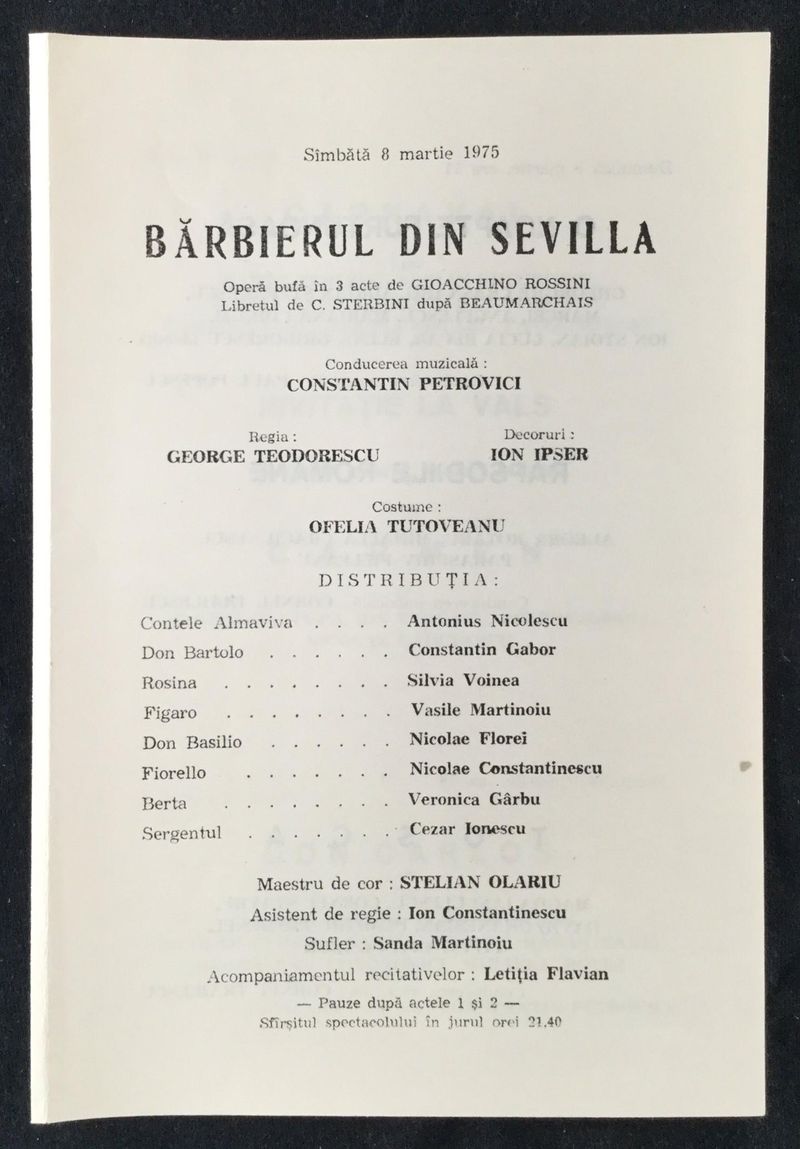 Sîmbătă 8 martie 1975
BĂRBIERUL DIN SEVILLA
Operă bufă în 3 acte de GIOACCHINO ROSSINI
Libretul de C. STERBINI după BEAUMARCHAIS
Conducerea muzicală :
CONSTANTIN PETROVICI
Regia : Decoruri :
GEORGE TEODORESCU ION IPSER
Costume :
OFELIA TUTOVEANU
DISTRIBUȚIA :
Contele Almaviva . . . . Antonius Nicolescu
Don Bartolo . . . . . . Constantin Gabor
Rosina . . . . . . . . Silvia Voinea
Figaro . . . . . . . . Vasile Martinoiu
Don Basilio . . . . . . Nicolae Florei
Fiorello . . . . . . . Nicolae Constantinescu
Berta . . . . . . . . Veronica Gârbu
Sergentul . . . . . . . Cezar Ionescu
Maestru de cor : STELIAN OLARIU
Asistent de regie : Ion Constantinescu
Sufler : Sanda Martinoiu
Acompaniamentul recitativelor : Letiția Flavian
— Pauze după actele 1 și 2 —
Sfîrșitul spectacolului în jurul orei 21,40